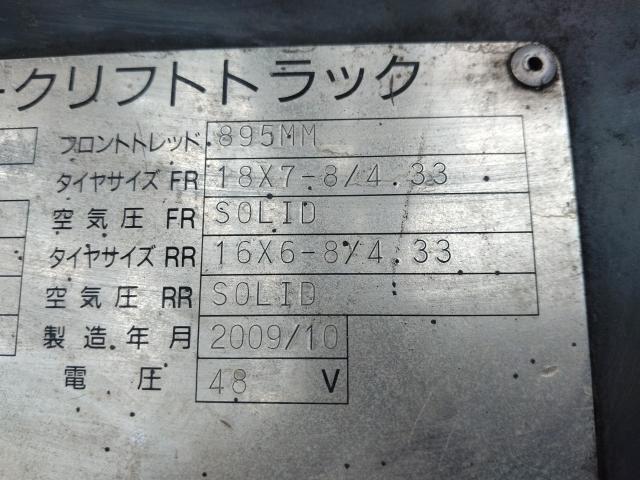 ークリフトトラック
フロントトレッド 895MM
タイヤサイズ FR 18X7-8/4.33
空気圧 FR SOLID
タイヤサイズ RR 16X6-8/4.33
空気圧 RR SOLID
製造年月 2009/10
電圧 48 V